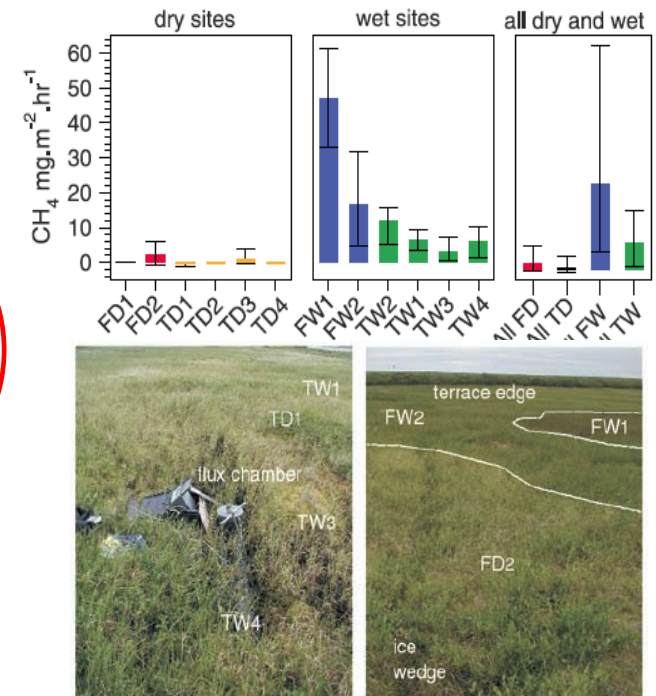 dry sites
wet sites
all dry and wet
CH4 mg.m-2.hr-1
60
50
40
30
20
10
0
FD1 FD2 TD1 TD2 TD3 TD4
FW1 FW2 TW2 TW1 TW3 TW4
All FD All TD FW TW
TW1
TD1
flux chamber
TW3
TW4
terrace edge
FW2
FW1
FD2
ice
wedge